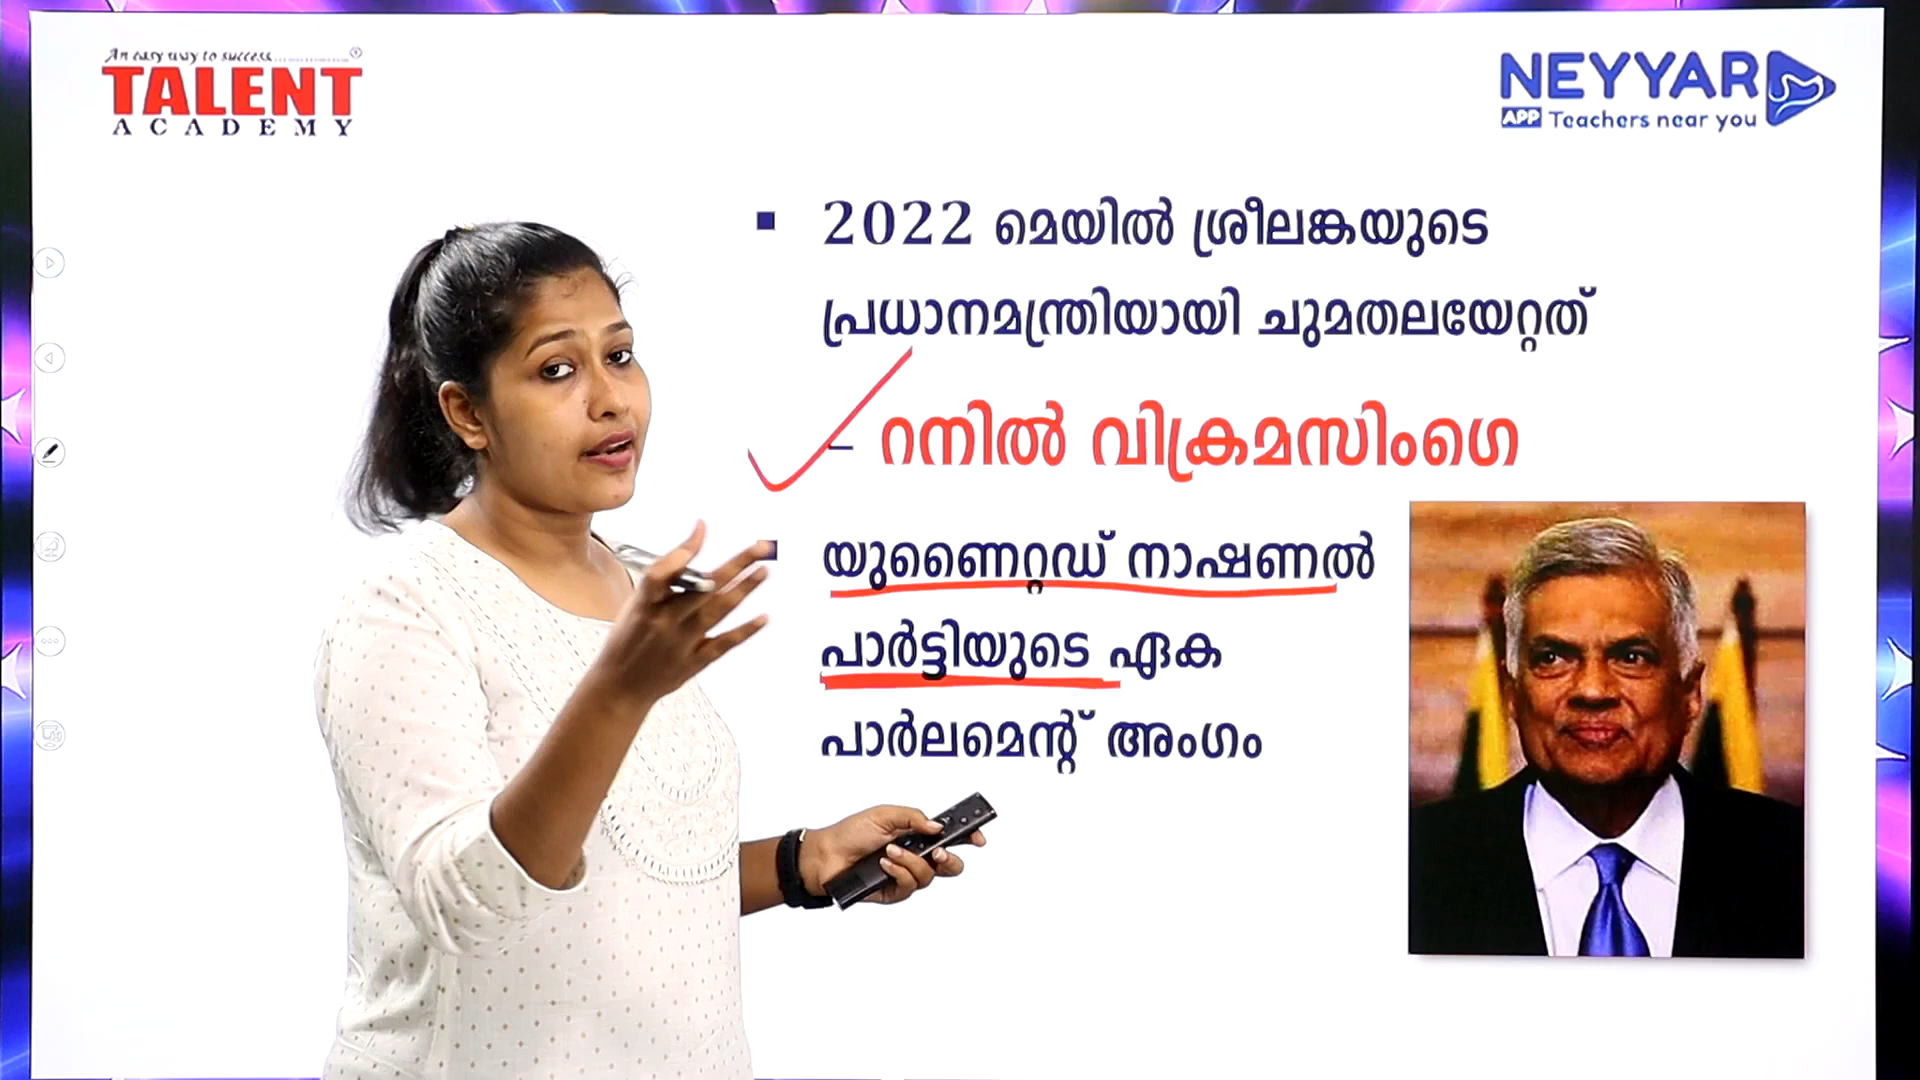 An easy way to success..............
TALENT
ACADEMY
NEYYAR
APP Teachers near you
2022 മെയിൽ ശ്രീലങ്കയുടെ
പ്രധാനമന്ത്രിയായി ചുമതലയേറ്റത്
– റനിൽ വിക്രമസിംഗെ
യുണൈറ്റഡ് നാഷണൽ
പാർട്ടിയുടെ ഏക
പാർലമെന്റ് അംഗം